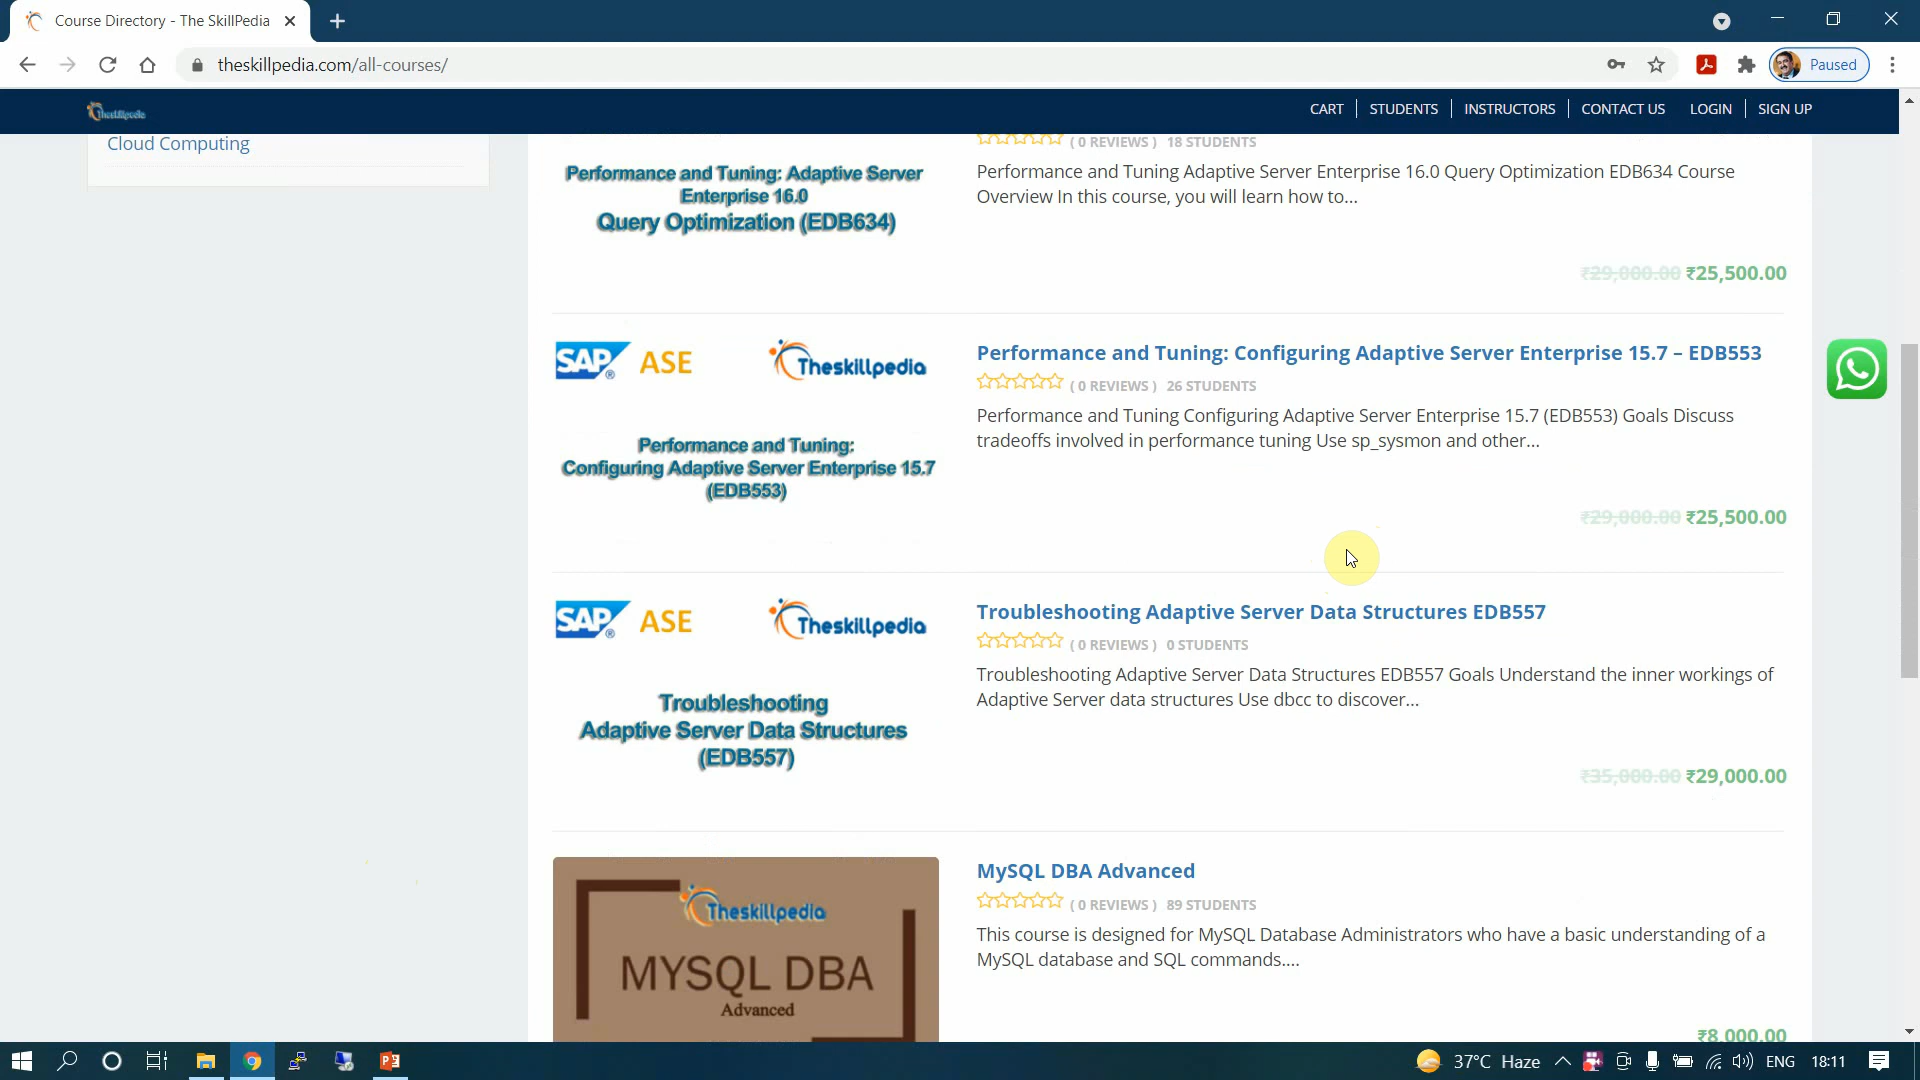 Course Directory - The SkillPedia
theskillpedia.com/all-courses/
Paused
Theskillpedia
CART
STUDENTS
INSTRUCTORS
CONTACT US
LOGIN
SIGN UP
Cloud Computing
Performance and Tuning: Adaptive Server
Enterprise 16.0
Query Optimization (EDB634)
( 0 REVIEWS ) 18 STUDENTS
Performance and Tuning Adaptive Server Enterprise 16.0 Query Optimization EDB634 Course
Overview In this course, you will learn how to...
₹29,000.00 ₹25,500.00
SAP ® ASE
Theskillpedia
Performance and Tuning:
Configuring Adaptive Server Enterprise 15.7
(EDB553)
Performance and Tuning: Configuring Adaptive Server Enterprise 15.7 – EDB553
( 0 REVIEWS ) 26 STUDENTS
Performance and Tuning Configuring Adaptive Server Enterprise 15.7 (EDB553) Goals Discuss
tradeoffs involved in performance tuning Use sp_sysmon and other...
₹29,000.00 ₹25,500.00
SAP ® ASE
Theskillpedia
Troubleshooting
Adaptive Server Data Structures
(EDB557)
Troubleshooting Adaptive Server Data Structures EDB557
( 0 REVIEWS ) 0 STUDENTS
Troubleshooting Adaptive Server Data Structures EDB557 Goals Understand the inner workings of
Adaptive Server data structures Use dbcc to discover...
₹35,000.00 ₹29,000.00
Theskillpedia
MYSQL DBA
Advanced
MySQL DBA Advanced
( 0 REVIEWS ) 89 STUDENTS
This course is designed for MySQL Database Administrators who have a basic understanding of a
MySQL database and SQL commands....
₹8,000.00
37°C Haze
ENG
18:11